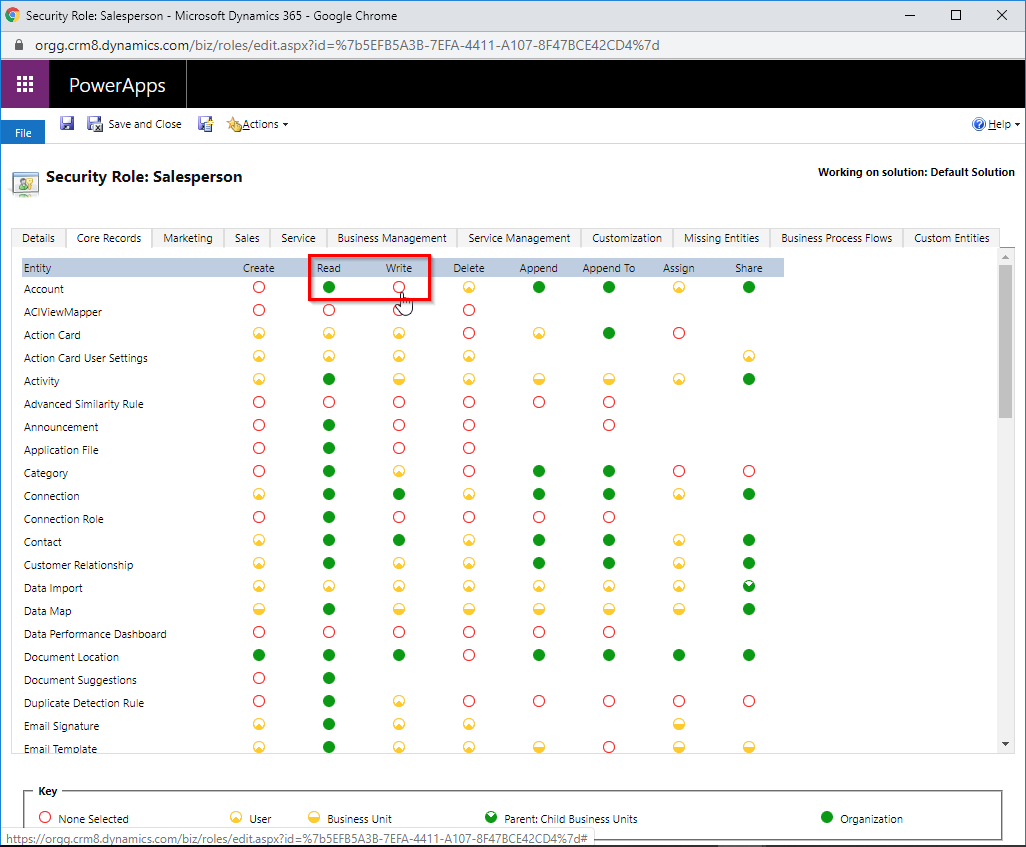 Security Role: Salesperson - Microsoft Dynamics 365 - Google Chrome
orgg.crm8.dynamics.com/biz/roles/edit.aspx?id=%7b5EFB5A3B-7EFA-4411-A107-8F47BCE42CD4%7d
PowerApps
File Save and Close Actions Help
Security Role: Salesperson
Working on solution: Default Solution
Details Core Records Marketing Sales Service Business Management Service Management Customization Missing Entities Business Process Flows Custom Entities
Entity Create Read Write Delete Append Append To Assign Share
Account
ACIViewMapper
Action Card
Action Card User Settings
Activity
Advanced Similarity Rule
Announcement
Application File
Category
Connection
Connection Role
Contact
Customer Relationship
Data Import
Data Map
Data Performance Dashboard
Document Location
Document Suggestions
Duplicate Detection Rule
Email Signature
Email Template
Key
None Selected User Business Unit Parent: Child Business Units Organization
https://orgg.crm8.dynamics.com/biz/roles/edit.aspx?id=%7b5EFB5A3B-7EFA-4411-A107-8F47BCE42CD4%7d#